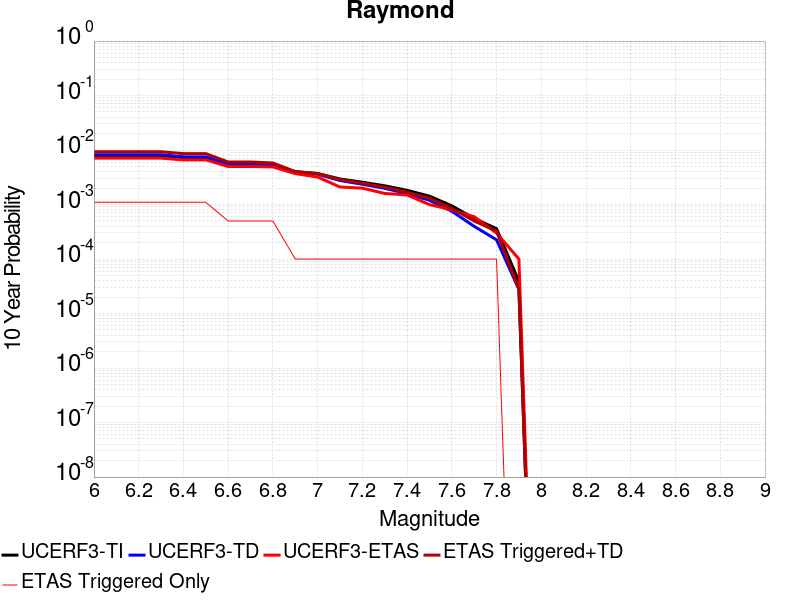 Raymond
10 Year Probability
10^0
10^-1
10^-2
10^-3
10^-4
10^-5
10^-6
10^-7
10^-8
6 6.2 6.4 6.6 6.8 7 7.2 7.4 7.6 7.8 8 8.2 8.4 8.6 8.8 9
Magnitude
UCERF3-TI UCERF3-TD UCERF3-ETAS ETAS Triggered+TD
ETAS Triggered Only